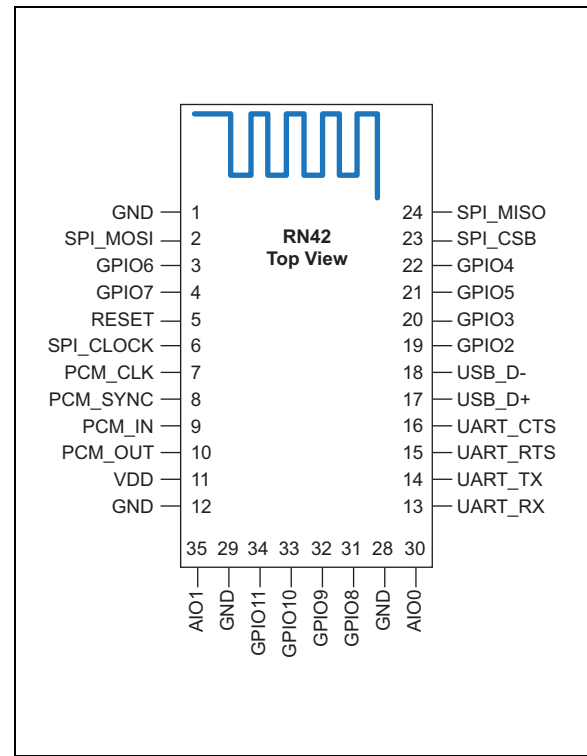 RN42
Top View
GND 1
SPI_MOSI 2
GPIO6 3
GPIO7 4
RESET 5
SPI_CLOCK 6
PCM_CLK 7
PCM_SYNC 8
PCM_IN 9
PCM_OUT 10
VDD 11
GND 12
24 SPI_MISO
23 SPI_CSB
22 GPIO4
21 GPIO5
20 GPIO3
19 GPIO2
18 USB_D-
17 USB_D+
16 UART_CTS
15 UART_RTS
14 UART_TX
13 UART_RX
35 29 34 33 32 31 28 30
AIO1
GND
GPIO11
GPIO10
GPIO9
GPIO8
GND
AIO0